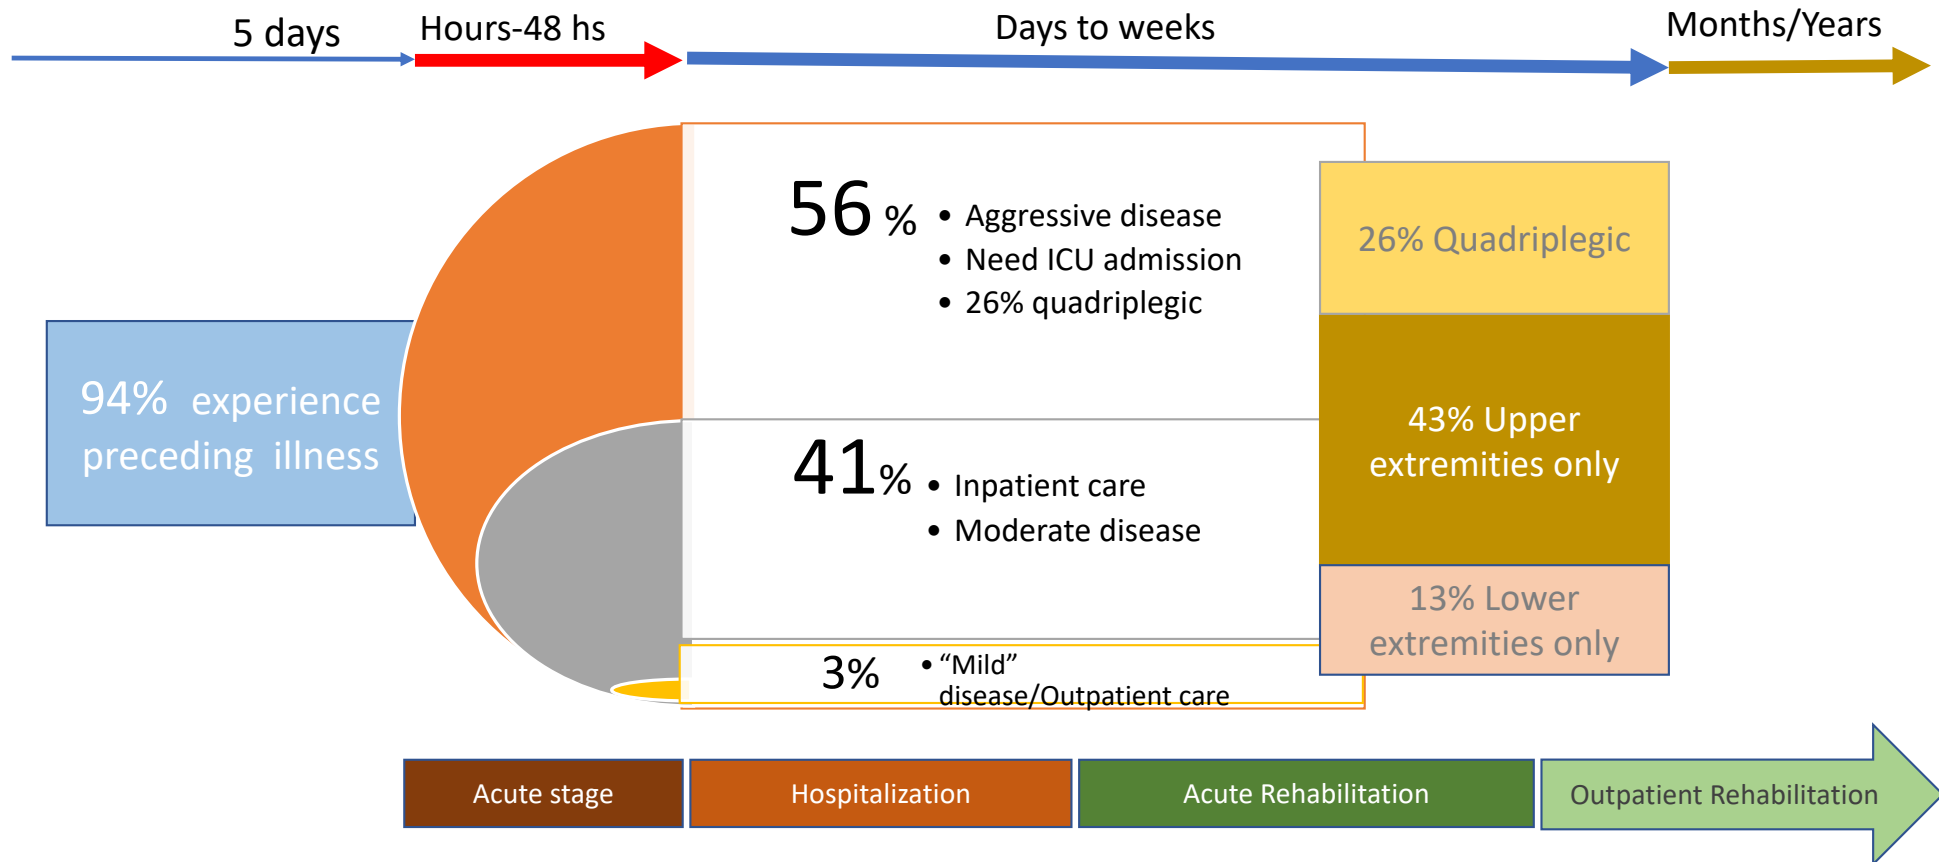 5 days
Hours-48 hs
Days to weeks
Months/Years
94% experience
preceding illness
56 %
• Aggressive disease
• Need ICU admission
• 26% quadriplegic
41%
• Inpatient care
• Moderate disease
3%
• “Mild”
disease/Outpatient care
26% Quadriplegic
43% Upper
extremities only
13% Lower
extremities only
Acute stage
Hospitalization
Acute Rehabilitation
Outpatient Rehabilitation